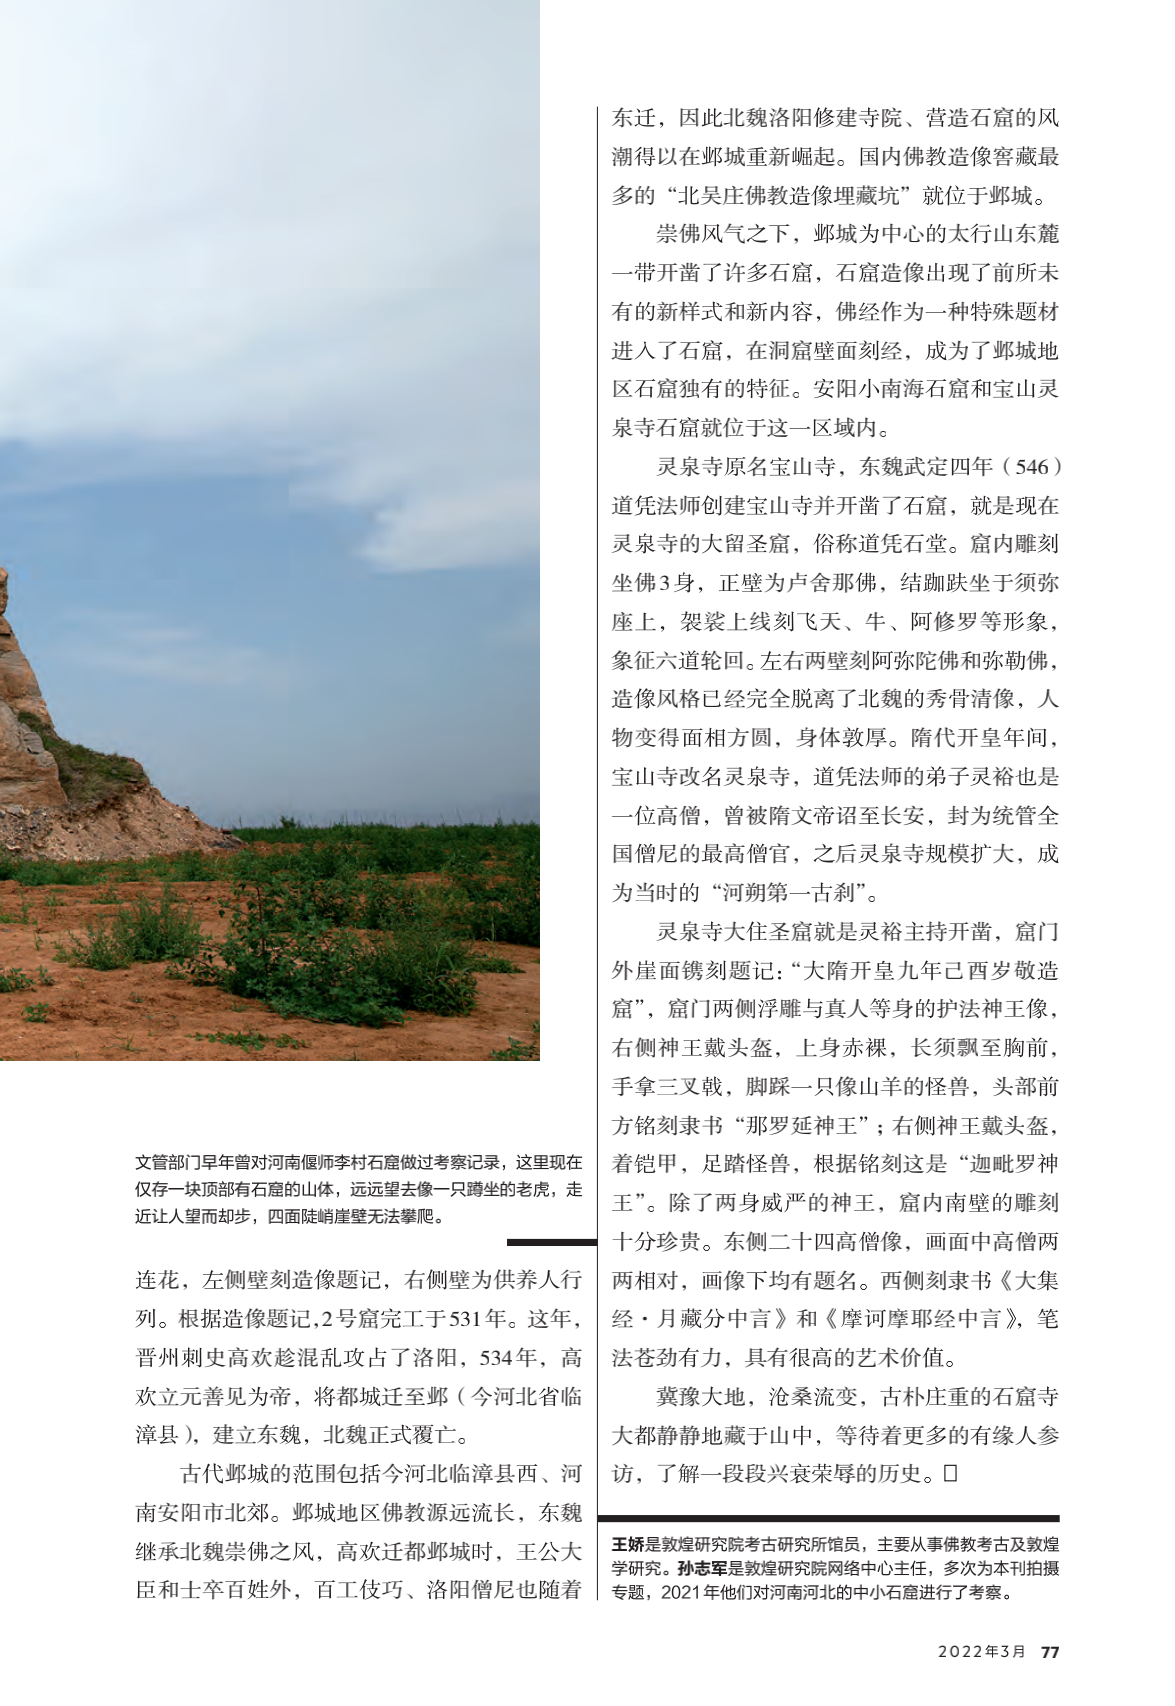 文管部门早年曾对河南偃师李村石窟做过考察记录，这里现在
仅存一块顶部有石窟的山体，远远望去像一只蹲坐的老虎，走
近让人望而却步，四面陡峭崖壁无法攀爬。
连花，左侧壁刻造像题记，右侧壁为供养人行
列。根据造像题记，2号窟完工于531年。这年，
晋州刺史高欢趁混乱攻占了洛阳，534年，高
欢立元善见为帝，将都城迁至邺（今河北省临
漳县），建立东魏，北魏正式覆亡。
古代邺城的范围包括今河北临漳县西、河
南安阳市北郊。邺城地区佛教源远流长，东魏
继承北魏崇佛之风，高欢迁都邺城时，王公大
臣和士卒百姓外，百工伎巧、洛阳僧尼也随着
东迁，因此北魏洛阳修建寺院、营造石窟的风
潮得以在邺城重新崛起。国内佛教造像窖藏最
多的“北吴庄佛教造像埋藏坑”就位于邺城。
崇佛风气之下，邺城为中心的太行山东麓
一带开凿了许多石窟，石窟造像出现了前所未
有的新样式和新内容，佛经作为一种特殊题材
进入了石窟，在洞窟壁面刻经，成为了邺城地
区石窟独有的特征。安阳小南海石窟和宝山灵
泉寺石窟就位于这一区域内。
灵泉寺原名宝山寺，东魏武定四年（546）
道凭法师创建宝山寺并开凿了石窟，就是现在
灵泉寺的大留圣窟，俗称道凭石堂。窟内雕刻
坐佛3身，正壁为卢舍那佛，结跏趺坐于须弥
座上，袈裟上线刻飞天、牛、阿修罗等形象，
象征六道轮回。左右两壁刻阿弥陀佛和弥勒佛，
造像风格已经完全脱离了北魏的秀骨清像，人
物变得面相方圆，身体敦厚。隋代开皇年间，
宝山寺改名灵泉寺，道凭法师的弟子灵裕也是
一位高僧，曾被隋文帝诏至长安，封为统管全
国僧尼的最高僧官，之后灵泉寺规模扩大，成
为当时的“河朔第一古刹”。
灵泉寺大住圣窟就是灵裕主持开凿，窟门
外崖面镌刻题记：“大隋开皇九年己酉岁敬造
窟”，窟门两侧浮雕与真人等身的护法神王像，
右侧神王戴头盔，上身赤裸，长须飘至胸前，
手拿三叉戟，脚踩一只像山羊的怪兽，头部前
方铭刻隶书“那罗延神王”；右侧神王戴头盔，
着铠甲，足踏怪兽，根据铭刻这是“迦毗罗神
王”。除了两身威严的神王，窟内南壁的雕刻
十分珍贵。东侧二十四高僧像，画面中高僧两
两相对，画像下均有题名。西侧刻隶书《大集
经·月藏分中言》和《摩诃摩耶经中言》，笔
法苍劲有力，具有很高的艺术价值。
冀豫大地，沧桑流变，古朴庄重的石窟寺
大都静静地藏于山中，等待着更多的有缘人参
访，了解一段段兴衰荣辱的历史。□
王娇是敦煌研究院考古研究所馆员，主要从事佛教考古及敦煌
学研究。孙志军是敦煌研究院网络中心主任，多次为本刊拍摄
专题，2021年他们对河南河北的中小石窟进行了考察。
2022年3月 77